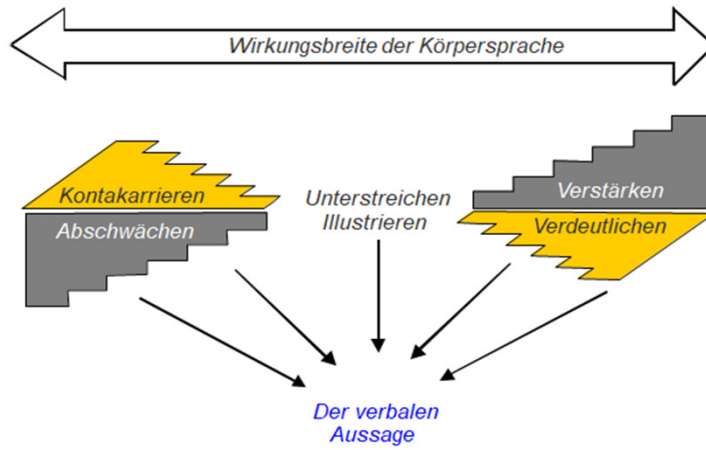 Wirkungsbreite der Körpersprache
Kontakarrieren
Abschwächen
Unterstreichen
Illustrieren
Verstärken
Verdeutlichen
Der verbalen
Aussage